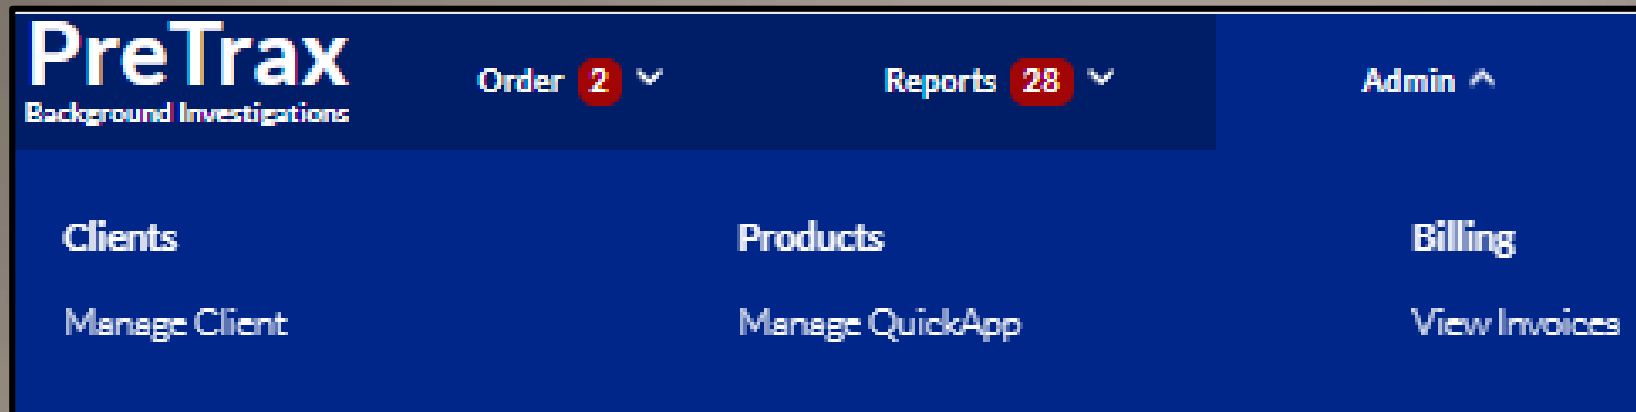 PreTrax
Background Investigations
Order 2
Reports 28
Admin
Clients
Products
Billing
Manage Client
Manage QuickApp
View Invoices